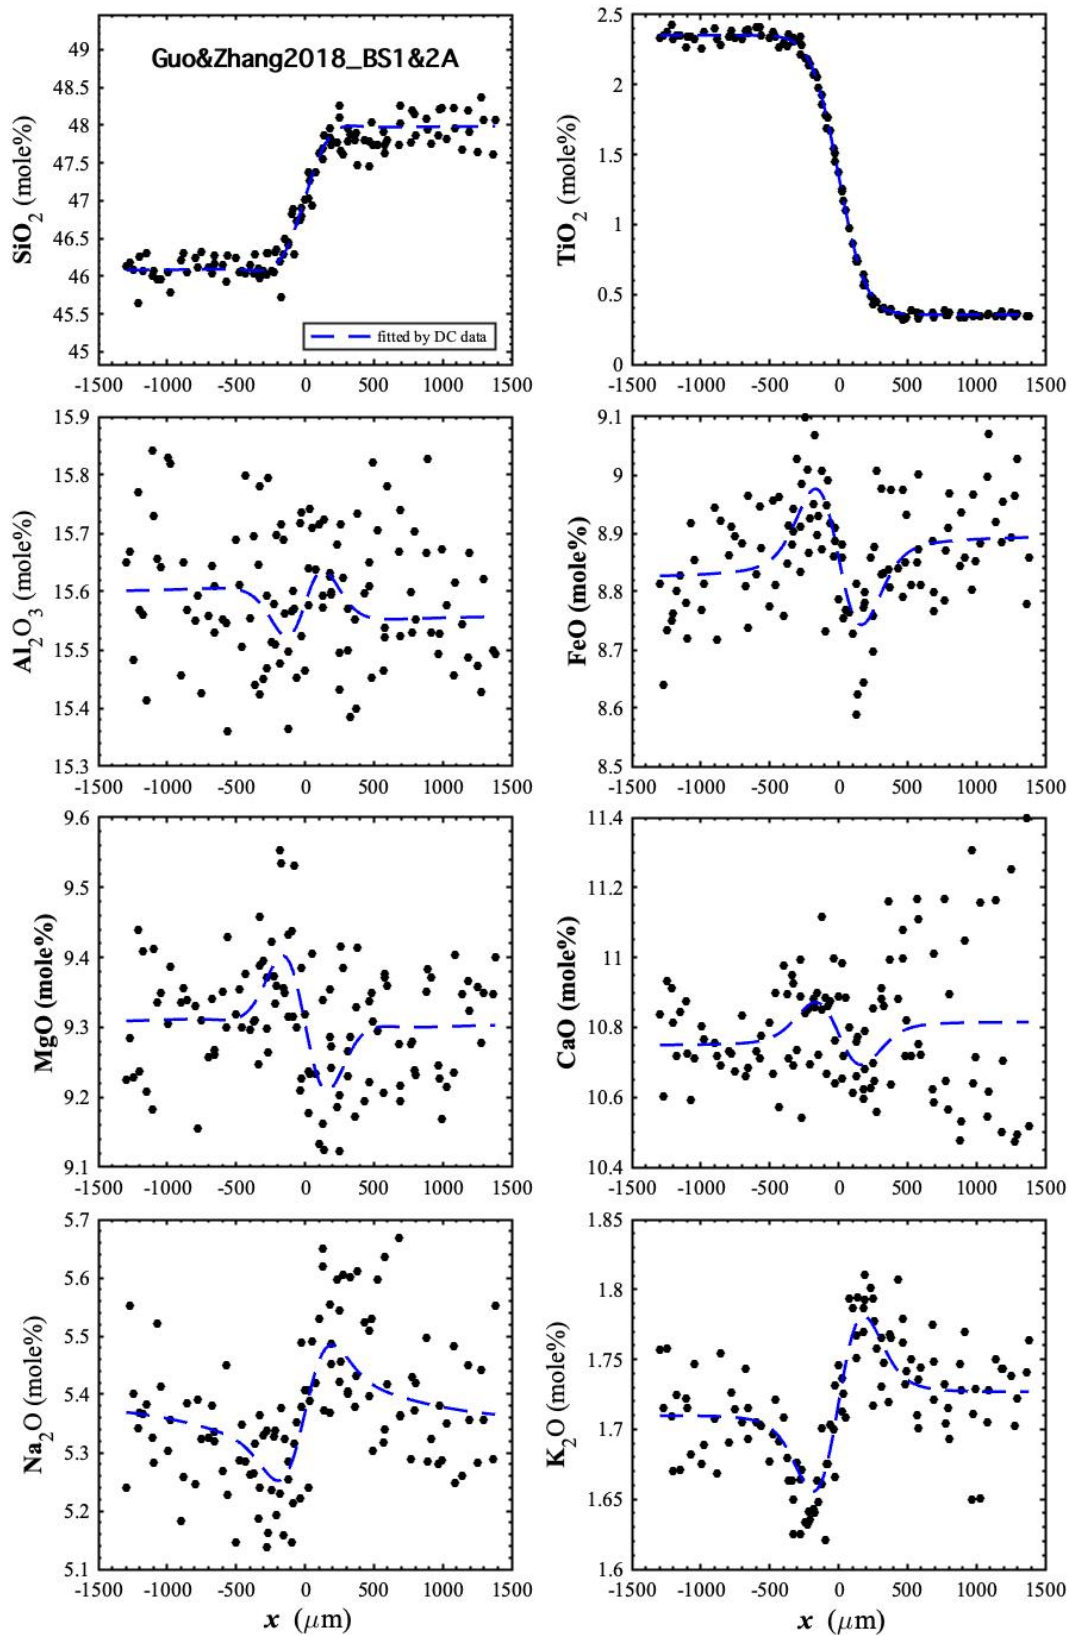 Guo&Zhang2018_BS1&2A
SiO2 (mole%)
49
48.5
48
47.5
47
46.5
46
45.5
45
fitted by DC data
-1500 -1000 -500 0 500 1000 1500
TiO2 (mole%)
2.5
2
1.5
1
0.5
0
-1500 -1000 -500 0 500 1000 1500
Al2O3 (mole%)
15.9
15.8
15.7
15.6
15.5
15.4
15.3
-1500 -1000 -500 0 500 1000 1500
FeO (mole%)
9.1
9
8.9
8.8
8.7
8.6
8.5
-1500 -1000 -500 0 500 1000 1500
MgO (mole%)
9.6
9.5
9.4
9.3
9.2
9.1
-1500 -1000 -500 0 500 1000 1500
CaO (mole%)
11.4
11.2
11
10.8
10.6
10.4
-1500 -1000 -500 0 500 1000 1500
Na2O (mole%)
5.7
5.6
5.5
5.4
5.3
5.2
5.1
-1500 -1000 -500 0 500 1000 1500
x (μm)
K2O (mole%)
1.85
1.8
1.75
1.7
1.65
1.6
-1500 -1000 -500 0 500 1000 1500
x (μm)